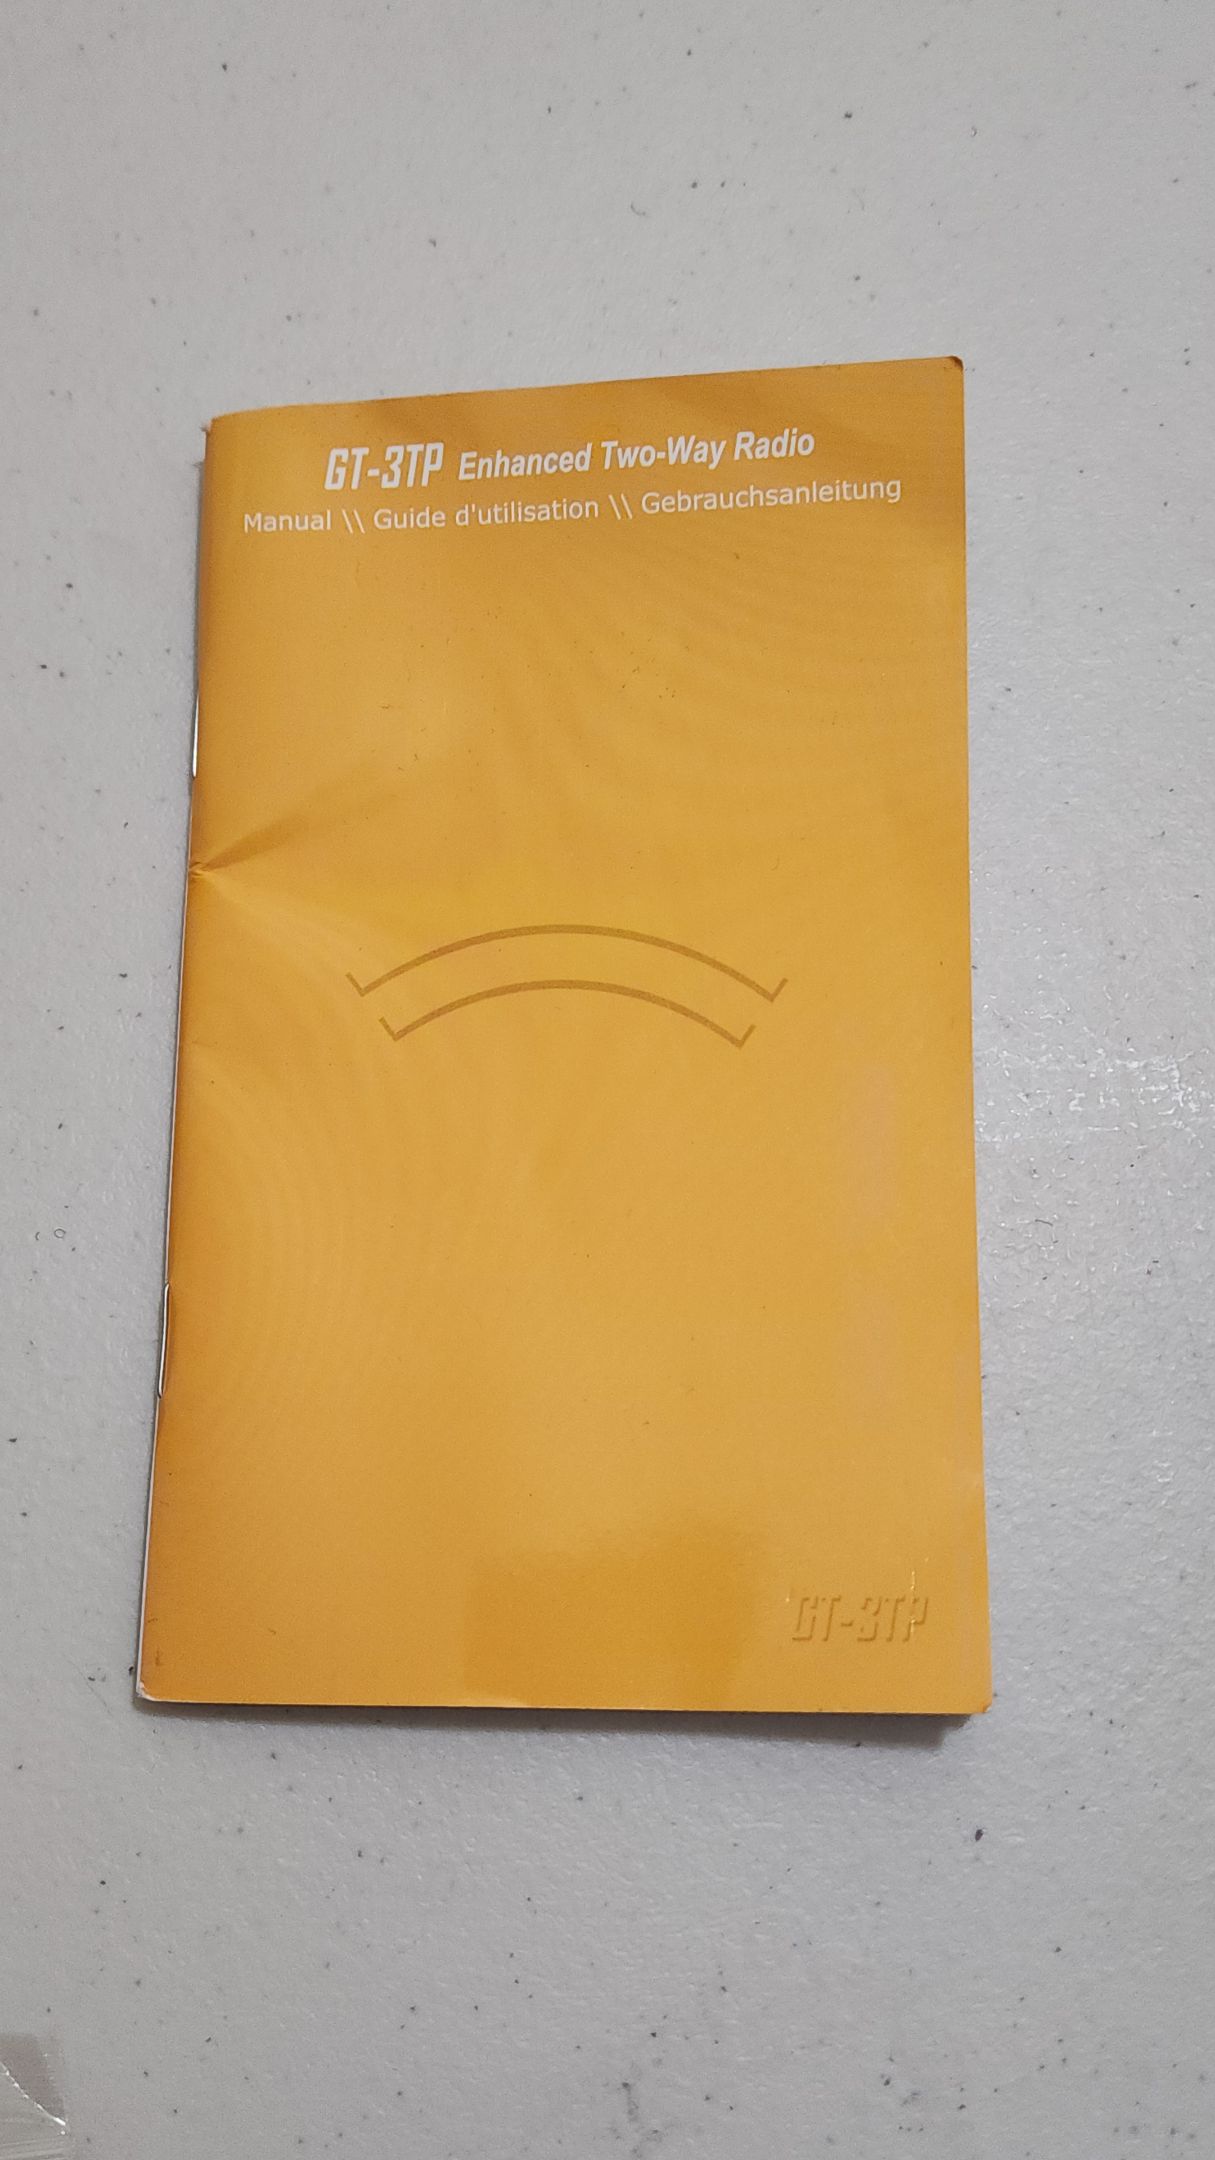 GT-3TP Enhanced Two-Way Radio
Manual \\ Guide d'utilisation \\ Gebrauchsanleitung
GT-3TP